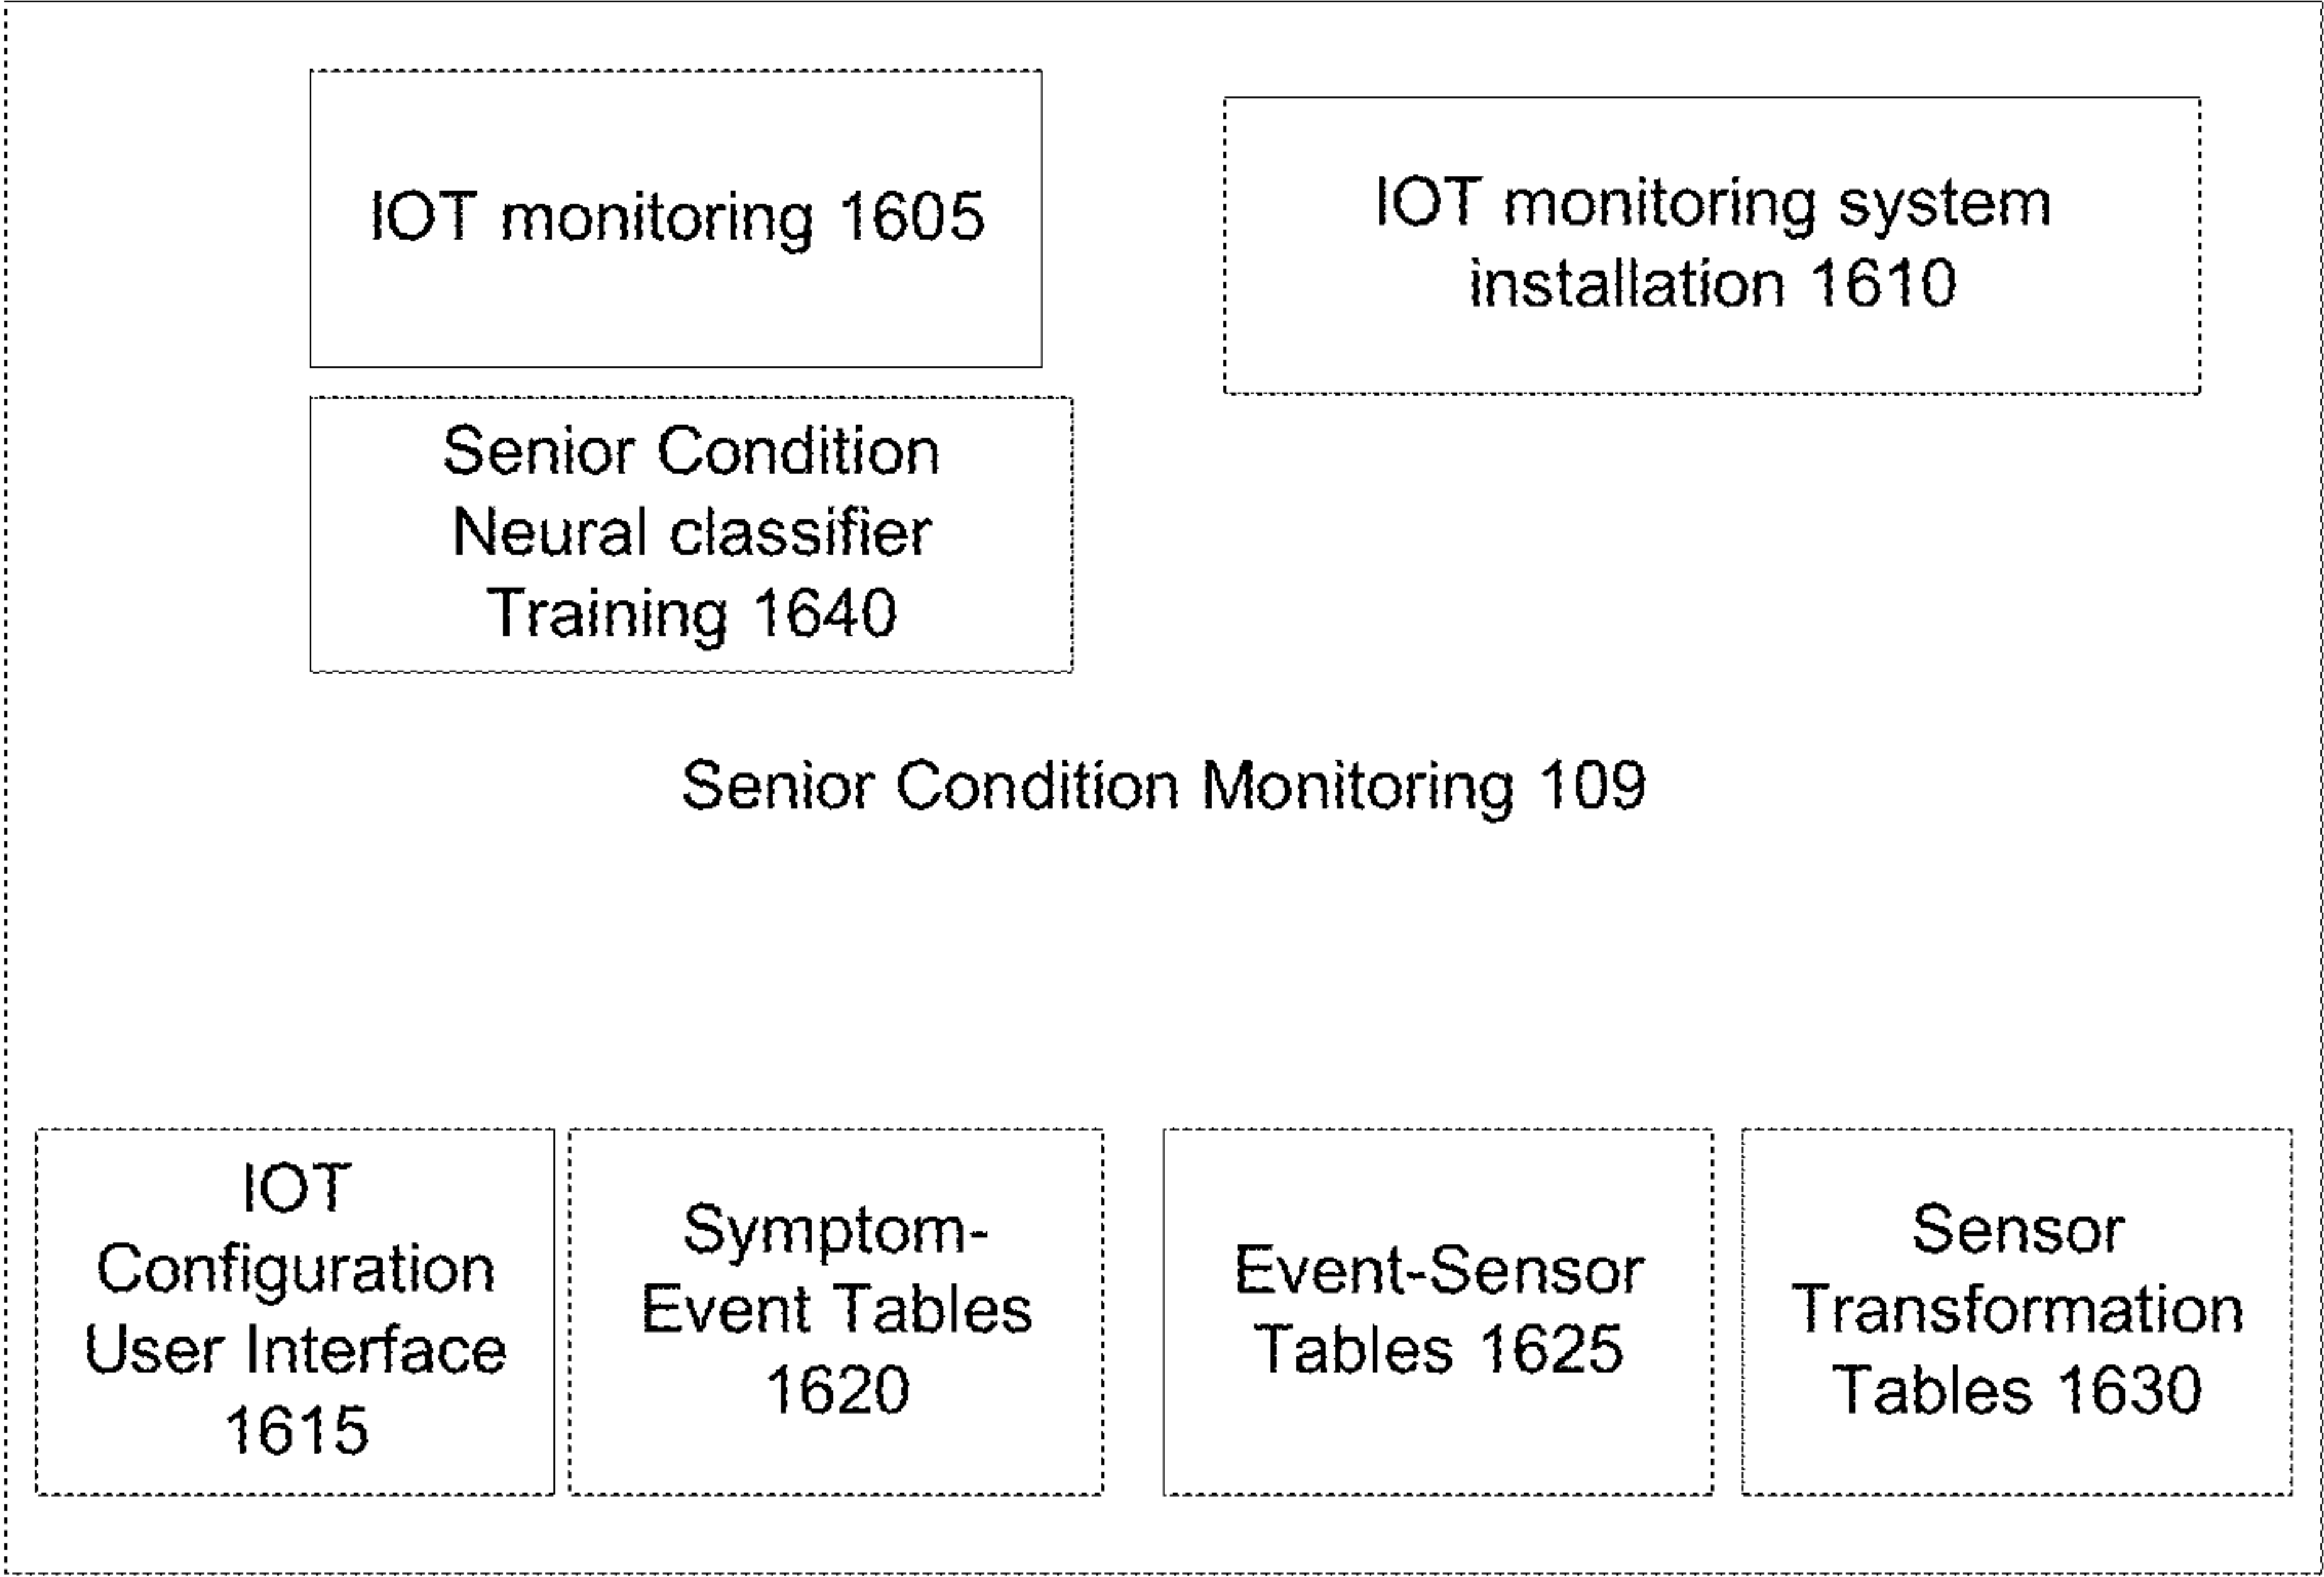 IOT monitoring 1605
IOT monitoring system
installation 1610
Senior Condition
Neural classifier
Training 1640
Senior Condition Monitoring 109
IOT
Configuration
User Interface
1615
Symptom-
Event Tables
1620
Event-Sensor
Tables 1625
Sensor
Transformation
Tables 1630